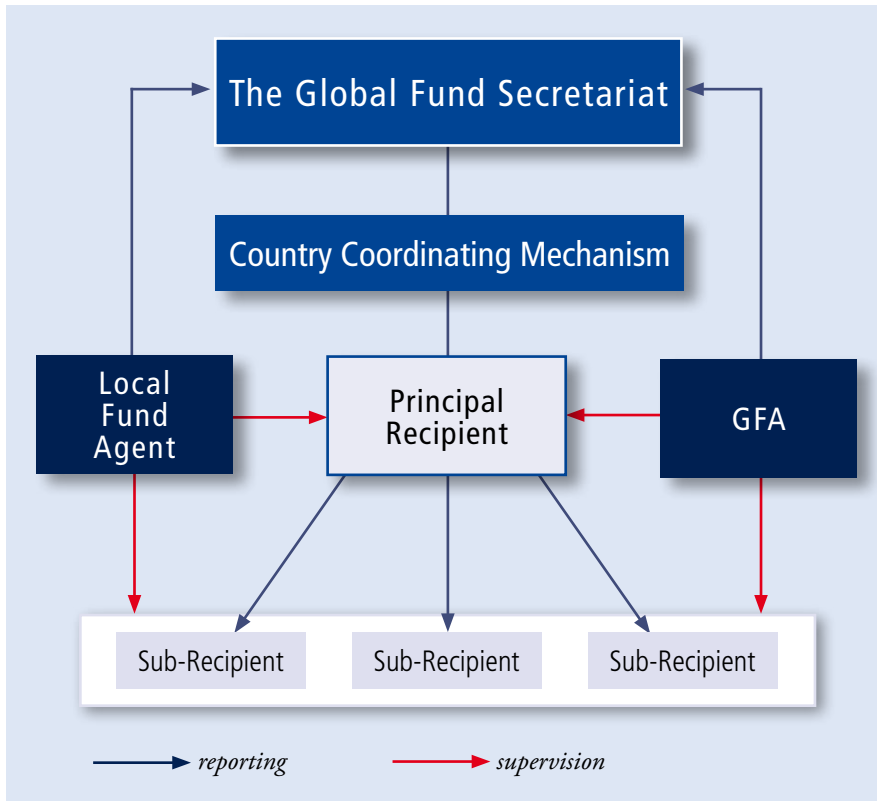 The Global Fund Secretariat
Country Coordinating Mechanism
Local
Fund
Agent
Principal
Recipient
GFA
Sub-Recipient
Sub-Recipient
Sub-Recipient
reporting
supervision